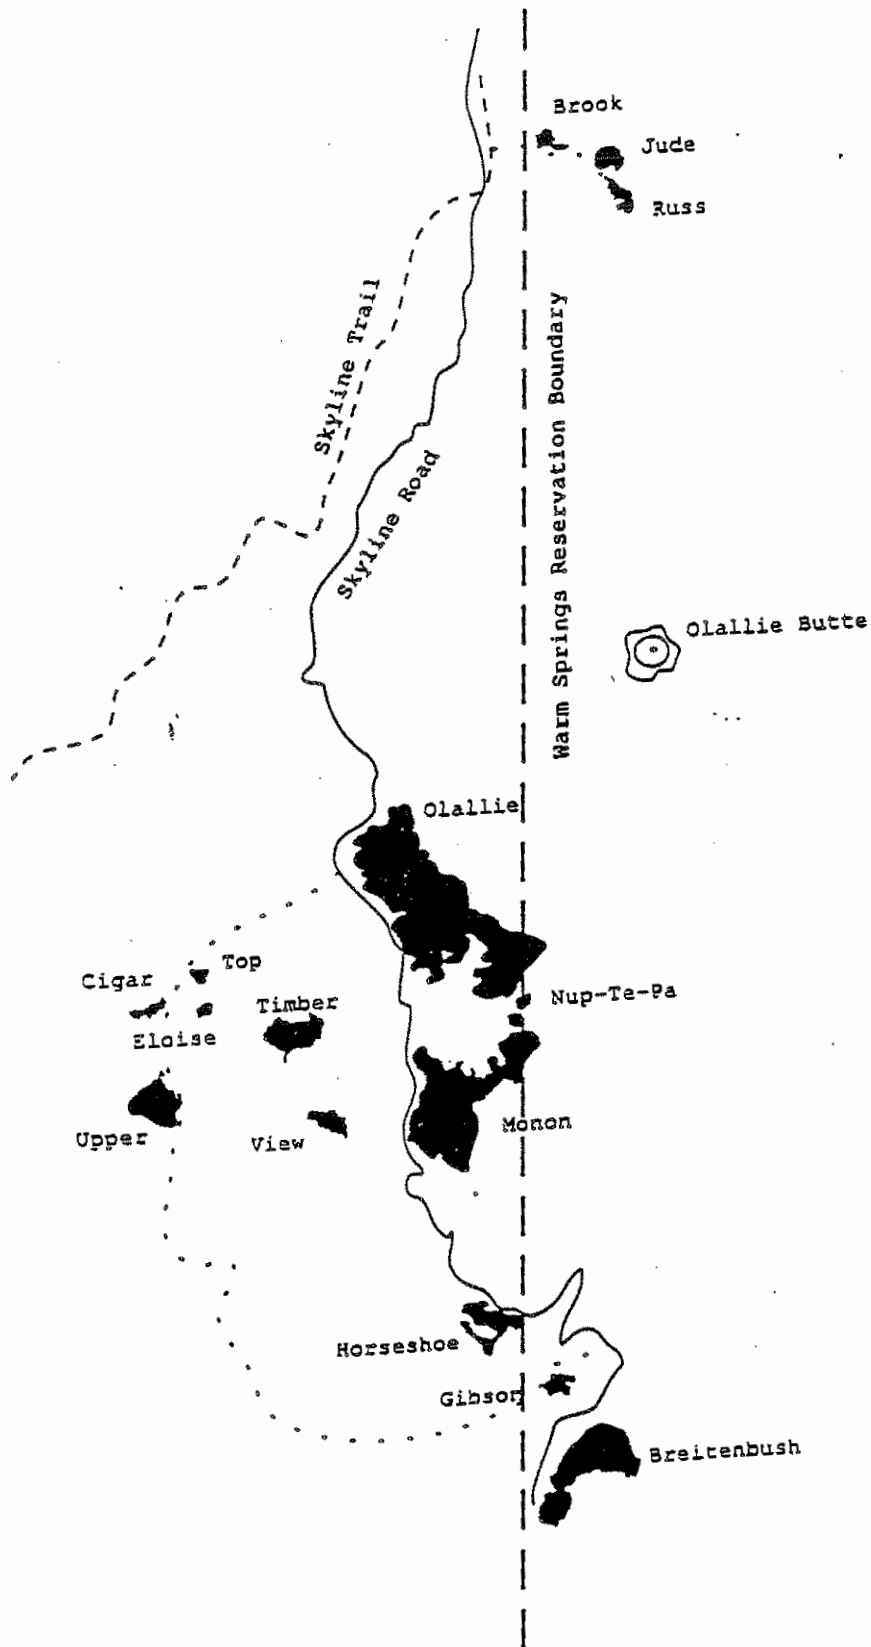 Brook
Jude
Russ
Skyline Trail
Warm Springs Reservation Boundary
Skyline Road
Olallie Butte
Olallie
Top
Cigar
Nup-Te-Pa
Timber
Eloise
Upper
View
Monon
Horseshoe
Gibson
Breitenbush